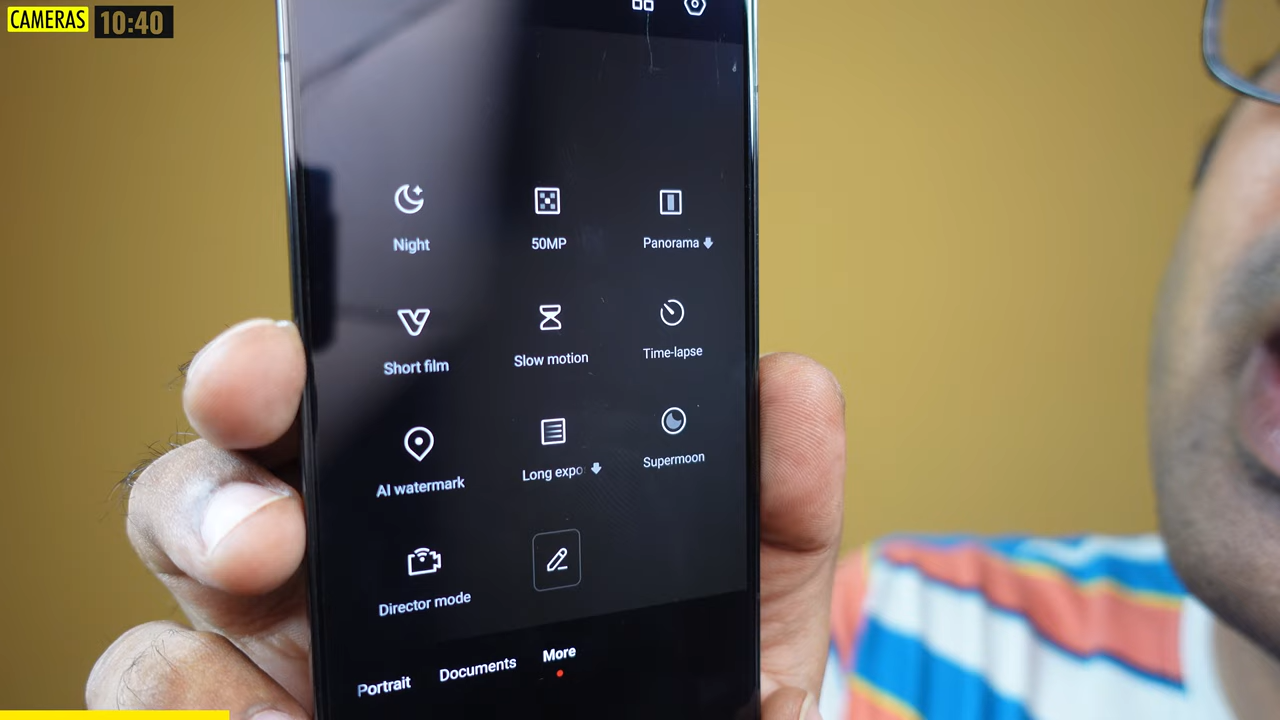 CAMERAS 10:40
Night 50MP Panorama
Short film Slow motion Time-lapse
AI watermark Long expo Supermoon
Director mode
Portrait Documents More